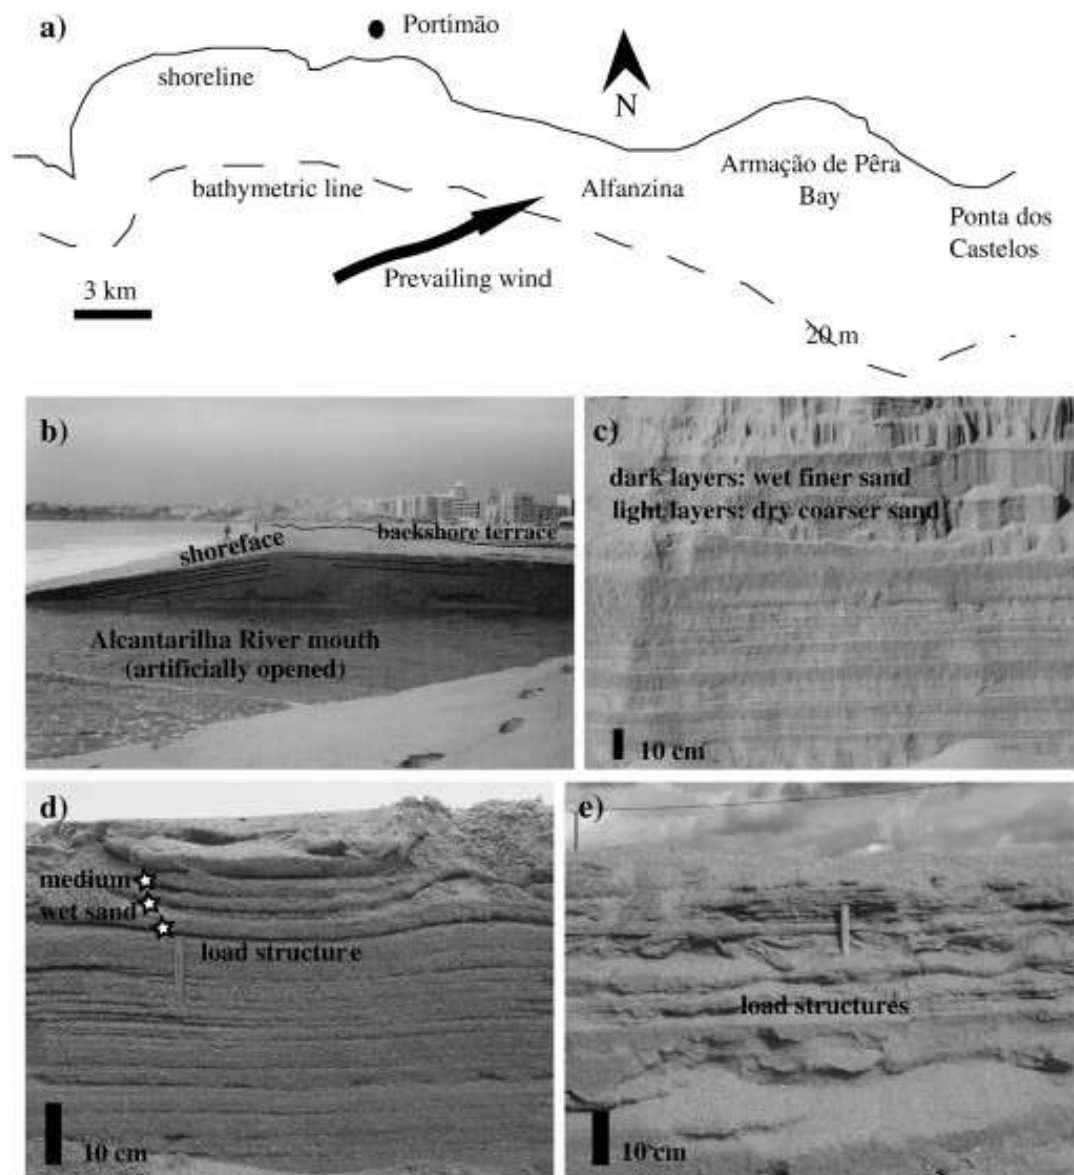 a)
Portimão
shoreline
N
bathymetric line
Alfanzina
Armação de Pêra
Bay
Ponta dos
Castelos
Prevailing wind
3 km
20 m
b)
shoreface
backshore terrace
Alcantarilha River mouth
(artificially opened)
c)
dark layers: wet finer sand
light layers: dry coarser sand
10 cm
d)
medium
wet sand
load structure
10 cm
e)
load structures
10 cm